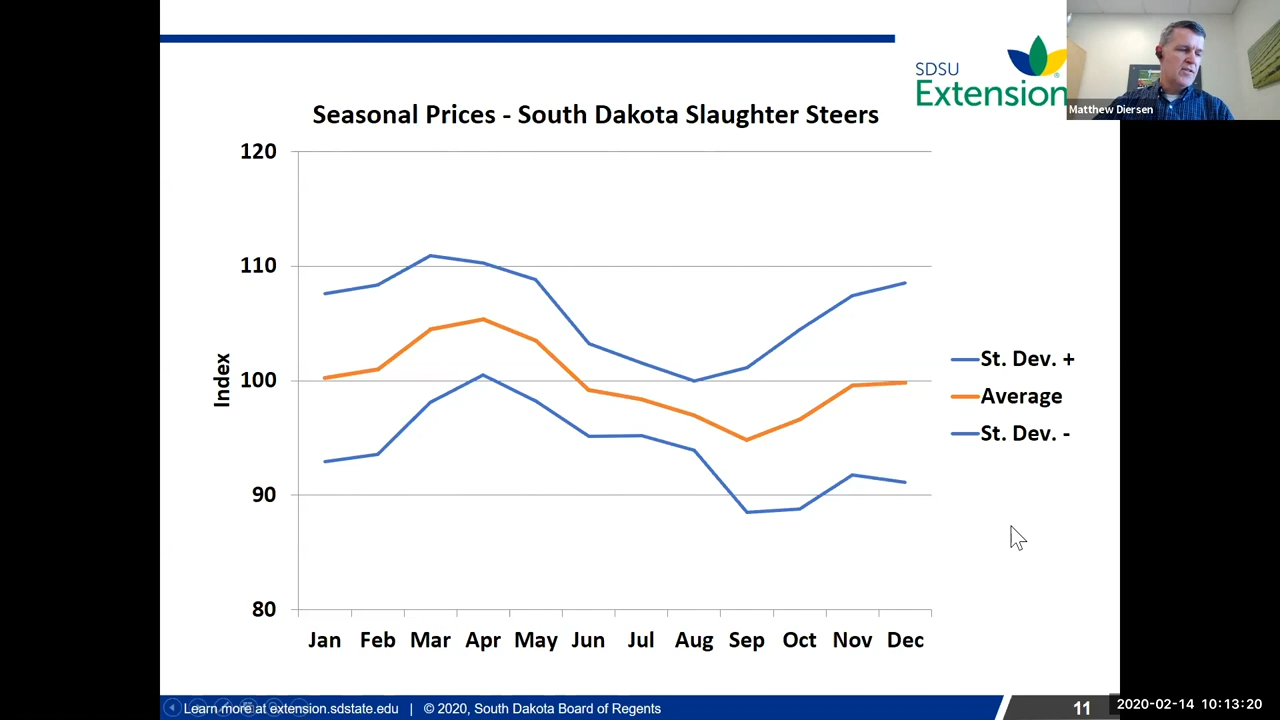 SDSU
Extension
Matthew Diersen
Seasonal Prices - South Dakota Slaughter Steers
120
110
100
90
80
Index
St. Dev. +
Average
St. Dev. -
Jan Feb Mar Apr May Jun Jul Aug Sep Oct Nov Dec
Learn more at extension.sdstate.edu | © 2020, South Dakota Board of Regents
11
2020-02-14 10:13:20